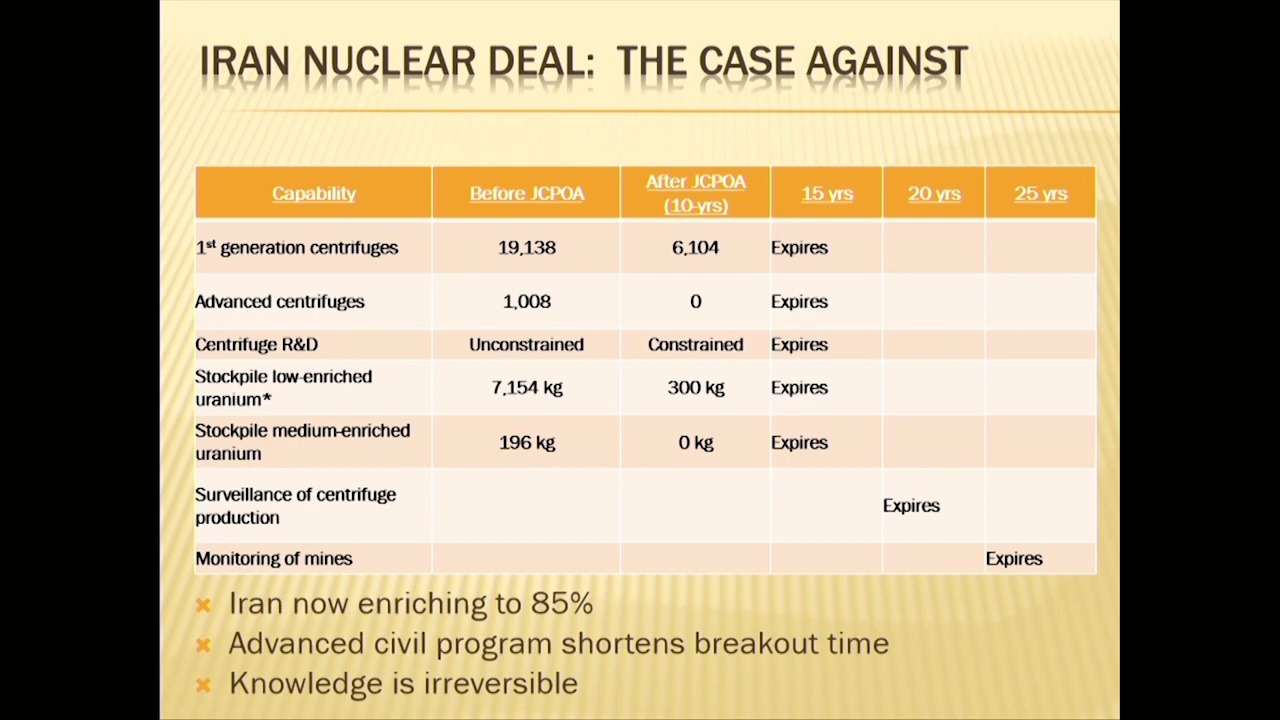 IRAN NUCLEAR DEAL: THE CASE AGAINST
Capability Before JCPOA After JCPOA (10-yrs) 15 yrs 20 yrs 25 yrs
1st generation centrifuges 19,138 6,104 Expires
Advanced centrifuges 1,008 0 Expires
Centrifuge R&D Unconstrained Constrained Expires
Stockpile low-enriched uranium* 7,154 kg 300 kg Expires
Stockpile medium-enriched uranium 196 kg 0 kg Expires
Surveillance of centrifuge production Expires
Monitoring of mines Expires
Iran now enriching to 85%
Advanced civil program shortens breakout time
Knowledge is irreversible